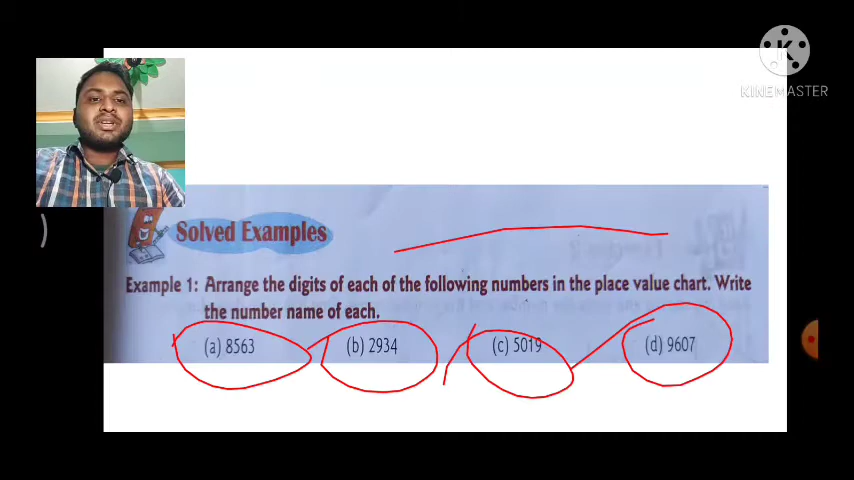 KINEMASTER
Solved Examples
Example 1: Arrange the digits of each of the following numbers in the place value chart. Write
the number name of each.
(a) 8563 (b) 2934 (c) 5019 (d) 9607